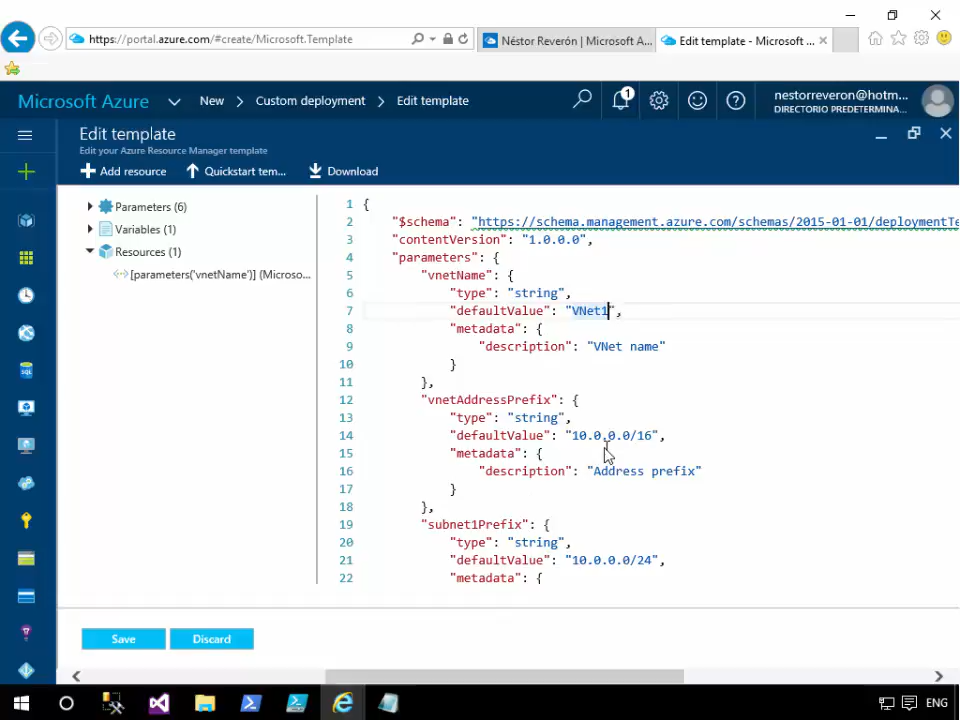 https://portal.azure.com/#create/Microsoft.Template
Néstor Reverón | Microsoft A...
Edit template - Microsoft ...
Microsoft Azure
New
Custom deployment
Edit template
1
nestorreveron@hotm...
DIRECTORIO PREDETERMINA...
Edit template
Edit your Azure Resource Manager template
Add resource
Quickstart tem...
Download
Parameters (6)
Variables (1)
Resources (1)
[parameters('vnetName')] (Microso...
1 {
2 "$schema": "https://schema.management.azure.com/schemas/2015-01-01/deploymentTe
3 "contentVersion": "1.0.0.0",
4 "parameters": {
5 "vnetName": {
6 "type": "string",
7 "defaultValue": "VNet1",
8 "metadata": {
9 "description": "VNet name"
10 }
11 },
12 "vnetAddressPrefix": {
13 "type": "string",
14 "defaultValue": "10.0.0.0/16",
15 "metadata": {
16 "description": "Address prefix"
17 }
18 },
19 "subnet1Prefix": {
20 "type": "string",
21 "defaultValue": "10.0.0.0/24",
22 "metadata": {
Save
Discard
SQL
ENG